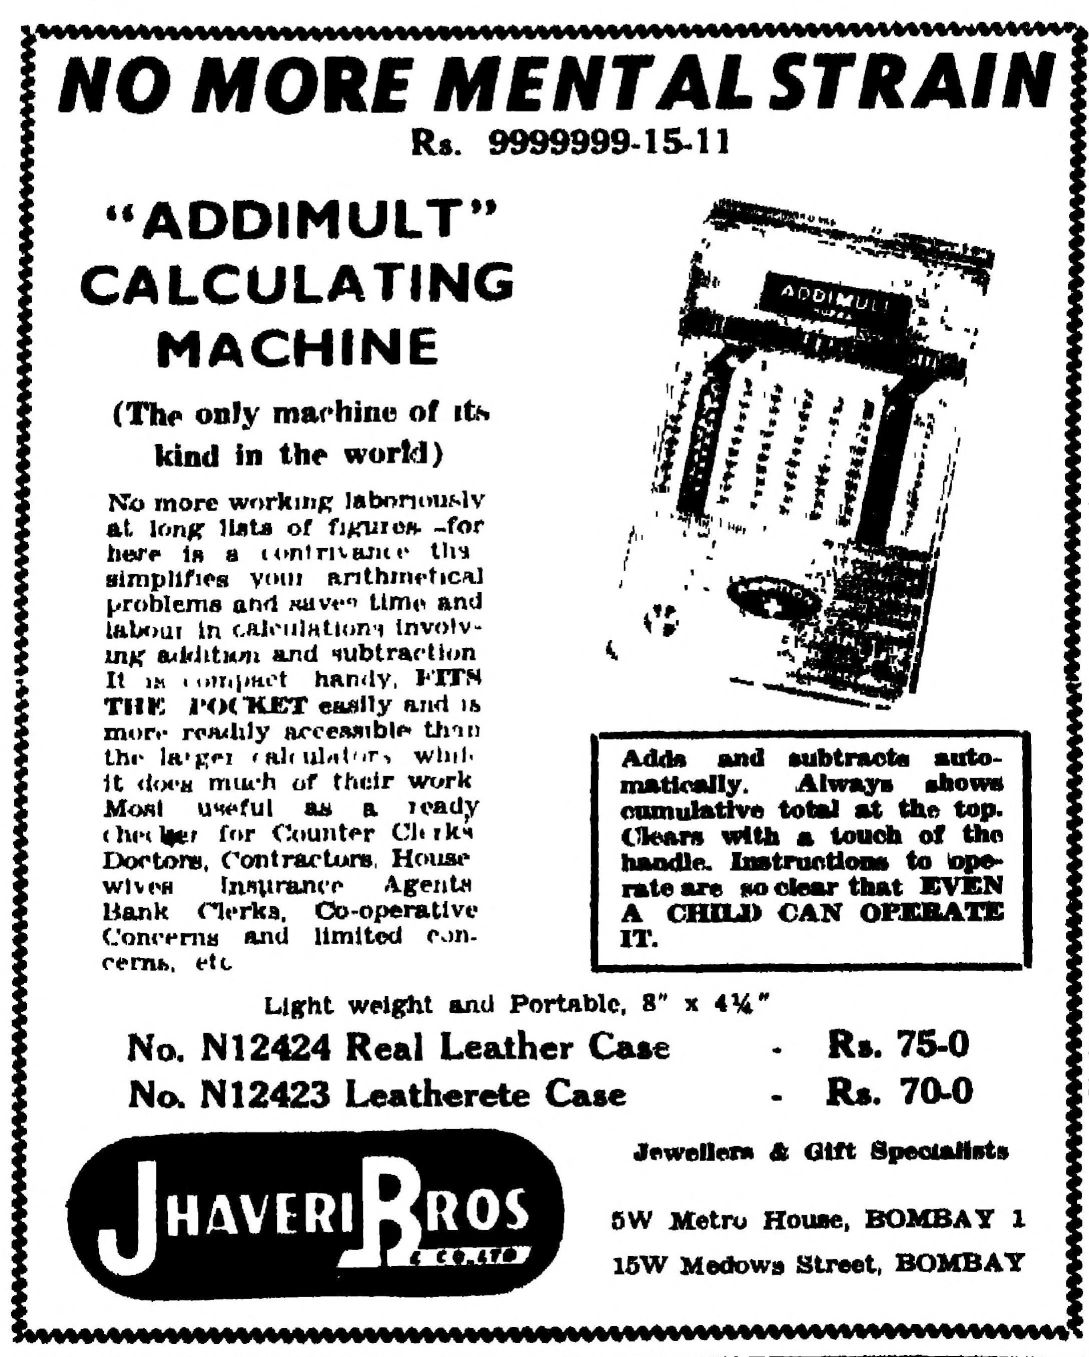 NO MORE MENTAL STRAIN
Rs. 9999999-15-11
"ADDIMULT"
CALCULATING
MACHINE
(The only machine of its
kind in the world)
No more working laboriously
at long lists of figures -for
here is a contrivance ths
simplifies your arithmetical
problems and saves time and
labour in calculations involv-
ing addition and subtraction
It is compact handy, FITS
THE POCKET easily and is
more readily accessible than
the larger calculators while
it does much of their work
Most useful as a ready
checker for Counter Clerks
Doctors, Contractors, House
wives Insurance Agents
Bank Clerks, Co-operative
Concerns and limited con-
cerns, etc
ADDIMULT
Adds and subtracts auto-
matically. Always shows
cumulative total at the top.
Clears with a touch of the
handle. Instructions to ope-
rate are so clear that EVEN
A CHILD CAN OPERATE
IT.
Light weight and Portable, 8" x 4¼"
No. N12424 Real Leather Case - Rs. 75-0
No. N12423 Leatherete Case - Rs. 70-0
JHAVERI BROS
& CO. LTD
Jewellers & Gift Specialists
5W Metro House, BOMBAY 1
15W Medows Street, BOMBAY